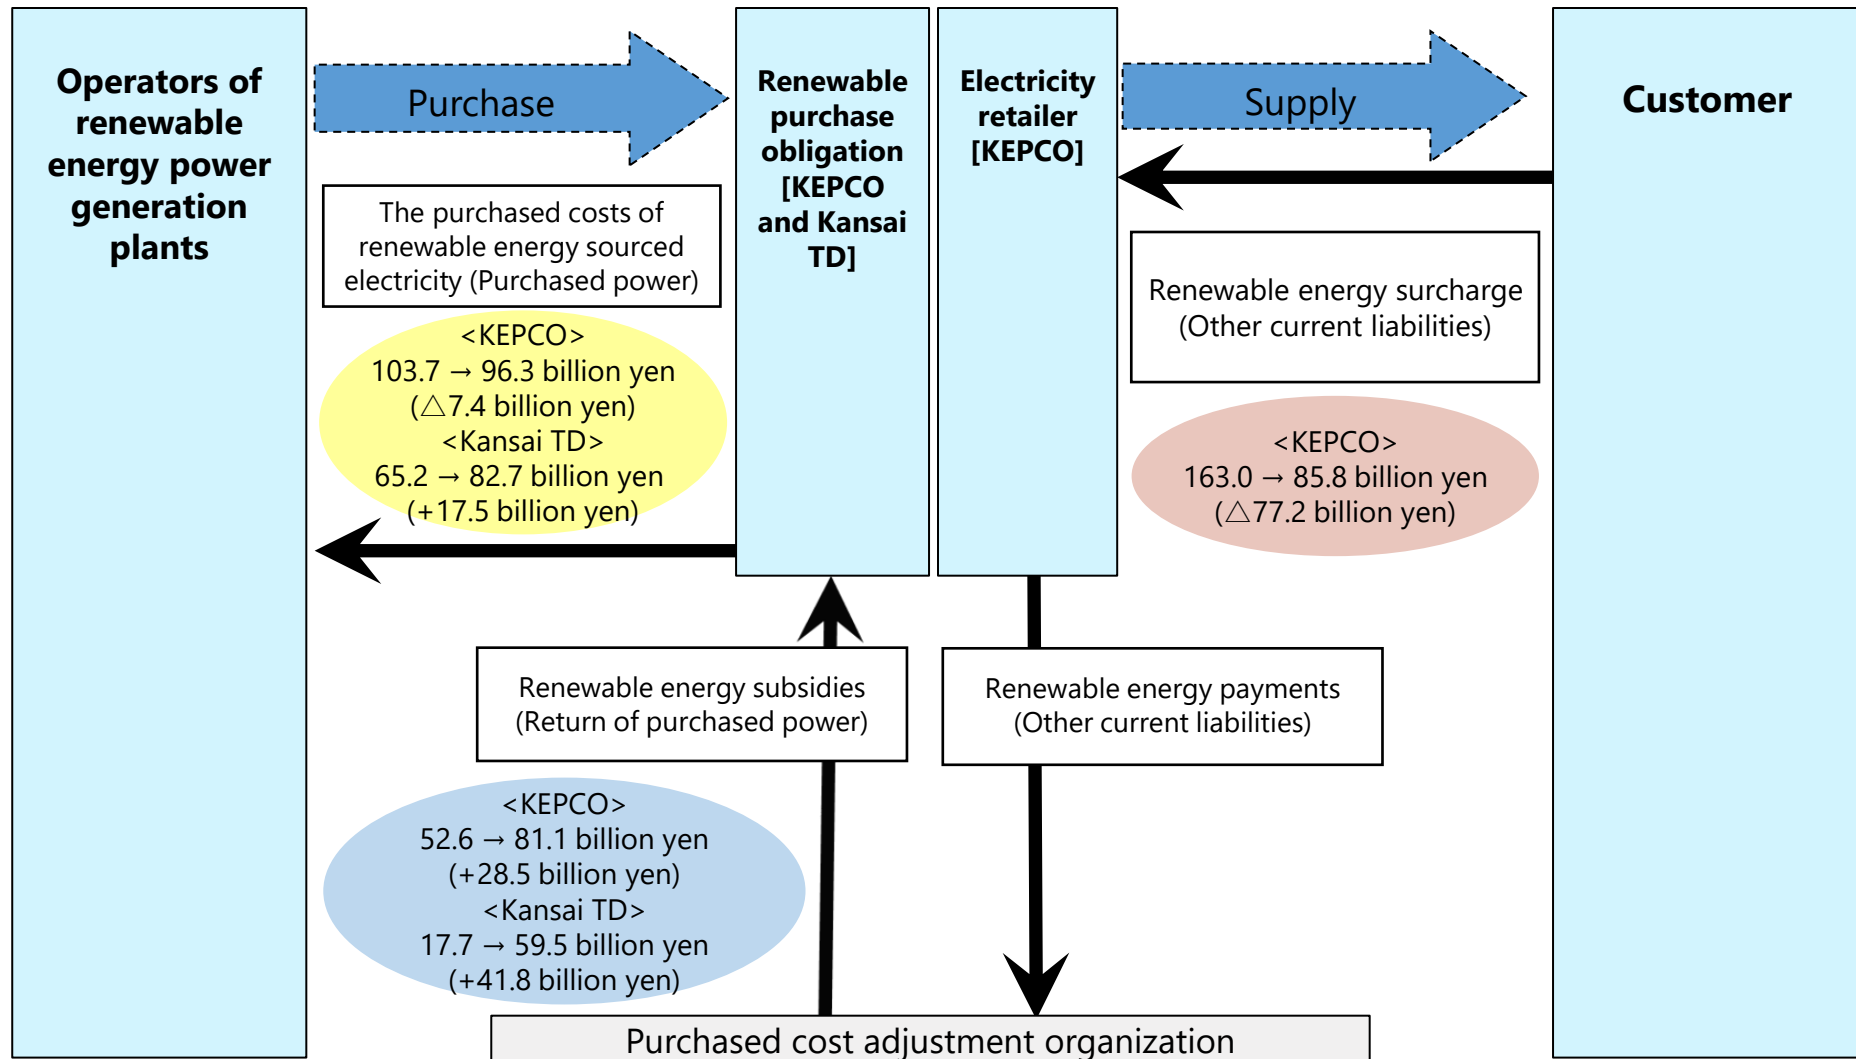 Operators of
renewable
energy power
generation
plants
Purchase
The purchased costs of
renewable energy sourced
electricity (Purchased power)
<KEPCO>
103.7 → 96.3 billion yen
(△7.4 billion yen)
<Kansai TD>
65.2 → 82.7 billion yen
(+17.5 billion yen)
Renewable
purchase
obligation
[KEPCO
and Kansai
TD]
Electricity
retailer
[KEPCO]
Supply
Customer
Renewable energy surcharge
(Other current liabilities)
<KEPCO>
163.0 → 85.8 billion yen
(△77.2 billion yen)
Renewable energy subsidies
(Return of purchased power)
<KEPCO>
52.6 → 81.1 billion yen
(+28.5 billion yen)
<Kansai TD>
17.7 → 59.5 billion yen
(+41.8 billion yen)
Renewable energy payments
(Other current liabilities)
Purchased cost adjustment organization